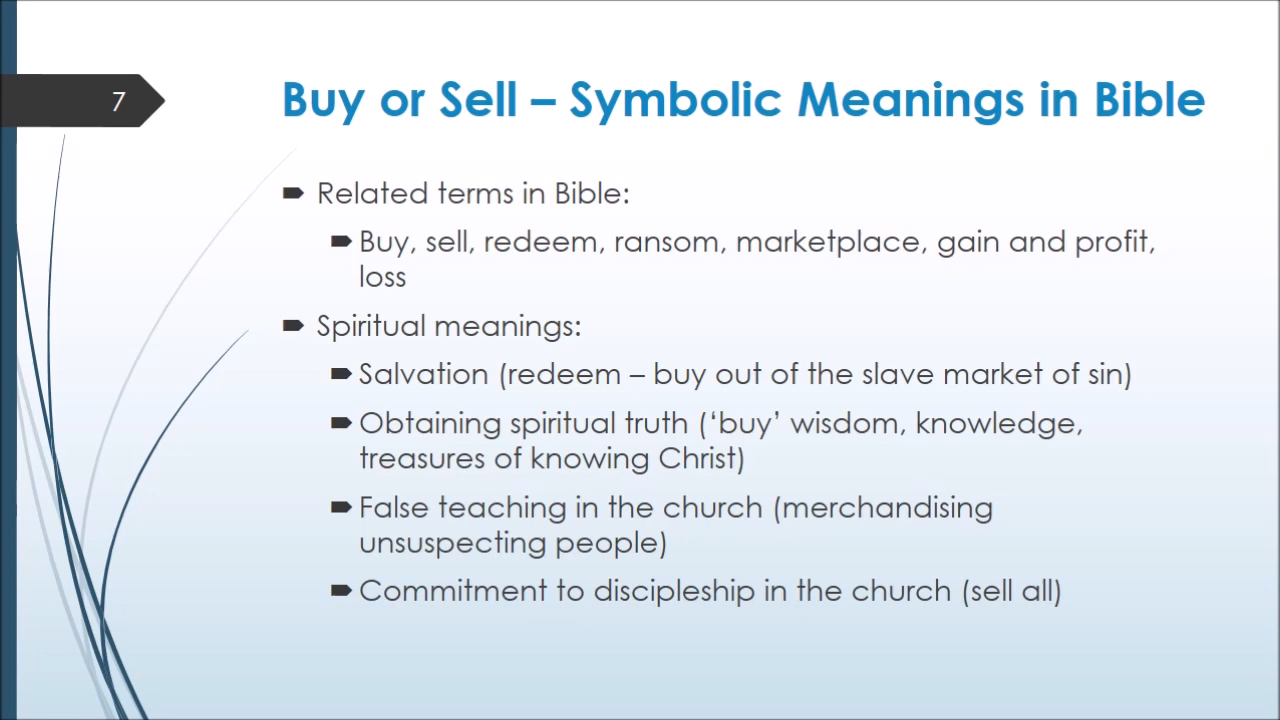 7
Buy or Sell – Symbolic Meanings in Bible
Related terms in Bible:
Buy, sell, redeem, ransom, marketplace, gain and profit,
loss
Spiritual meanings:
Salvation (redeem – buy out of the slave market of sin)
Obtaining spiritual truth (‘buy’ wisdom, knowledge,
treasures of knowing Christ)
False teaching in the church (merchandising
unsuspecting people)
Commitment to discipleship in the church (sell all)